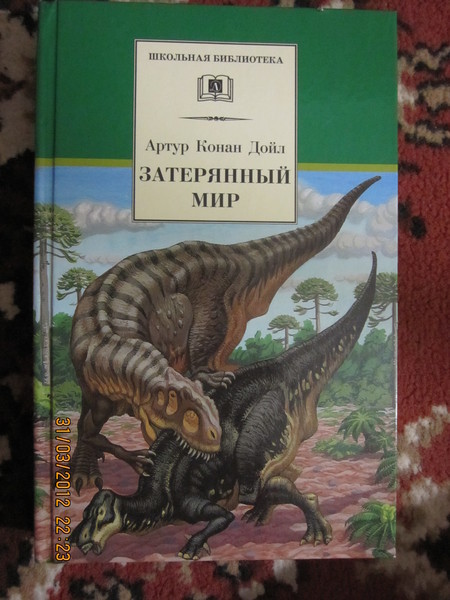 ШКОЛЬНАЯ БИБЛИОТЕКА
Артур Конан Дойл
ЗАТЕРЯННЫЙ
МИР
31/03/2012 22:23